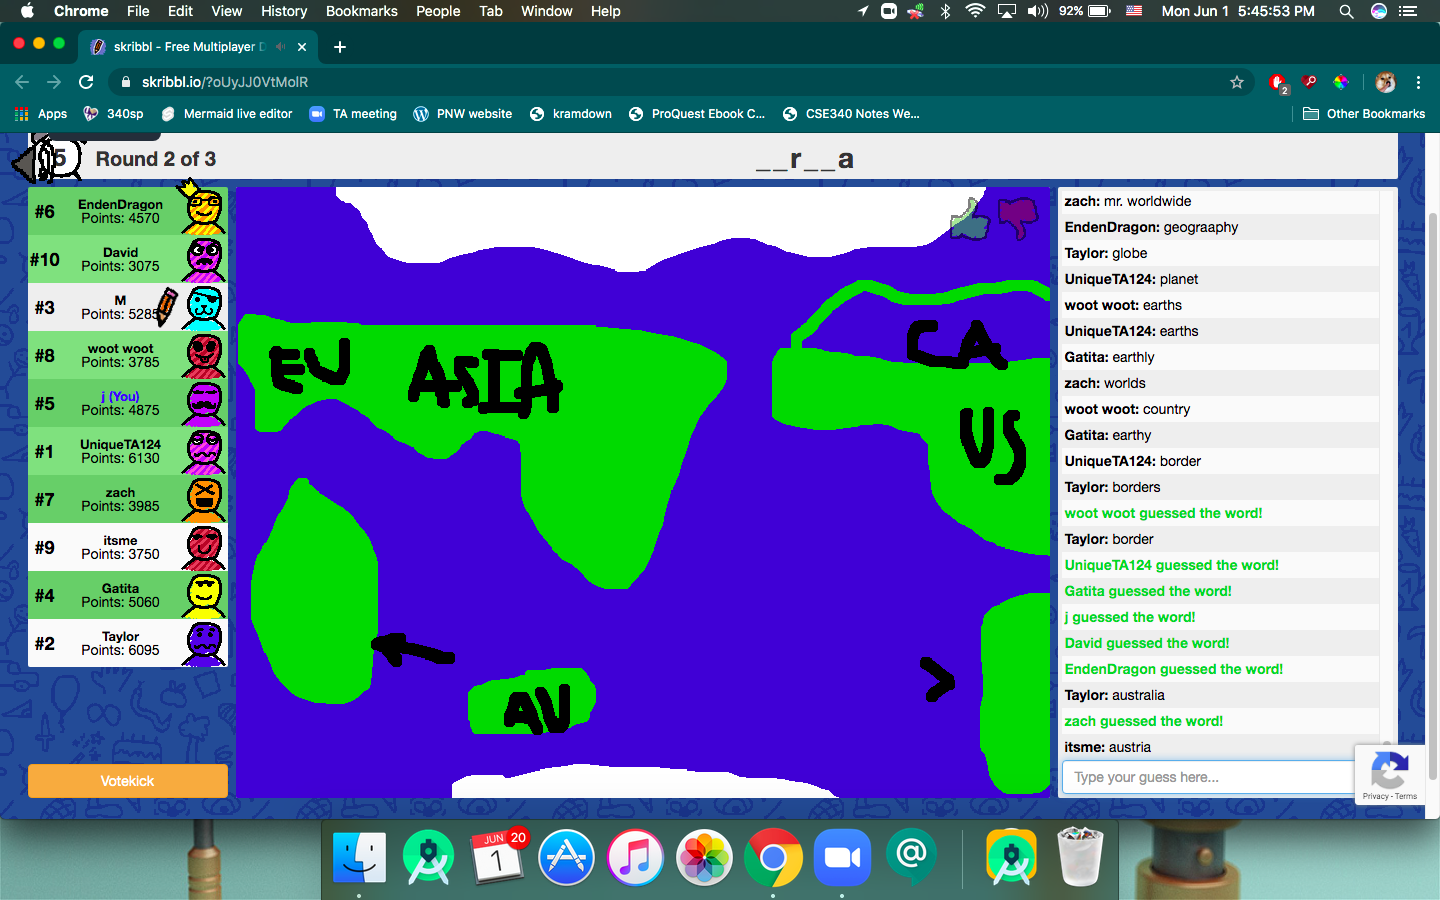 Chrome File Edit View History Bookmarks People Tab Window Help 92% Mon Jun 1 5:45:53 PM
skribbl - Free Multiplayer D
skribbl.io/?oUyJJ0VtMolR 2
Apps 340sp Mermaid live editor TA meeting PNW website kramdown ProQuest Ebook C... CSE340 Notes We... Other Bookmarks
5 Round 2 of 3 __r__a
#6 EndenDragon
Points: 4570
#10 David
Points: 3075
#3 M
Points: 5285
#8 woot woot
Points: 3785
#5 j (You)
Points: 4875
#1 UniqueTA124
Points: 6130
#7 zach
Points: 3985
#9 itsme
Points: 3750
#4 Gatita
Points: 5060
#2 Taylor
Points: 6095
Votekick
EU ASIA CA
US
AU
zach: mr. worldwide
EndenDragon: geograaphy
Taylor: globe
UniqueTA124: planet
woot woot: earths
UniqueTA124: earths
Gatita: earthly
zach: worlds
woot woot: country
Gatita: earthy
UniqueTA124: border
Taylor: borders
woot woot guessed the word!
Taylor: border
UniqueTA124 guessed the word!
Gatita guessed the word!
j guessed the word!
David guessed the word!
EndenDragon guessed the word!
Taylor: australia
zach guessed the word!
itsme: austria
Type your guess here...
Privacy - Terms
JUN 20
1